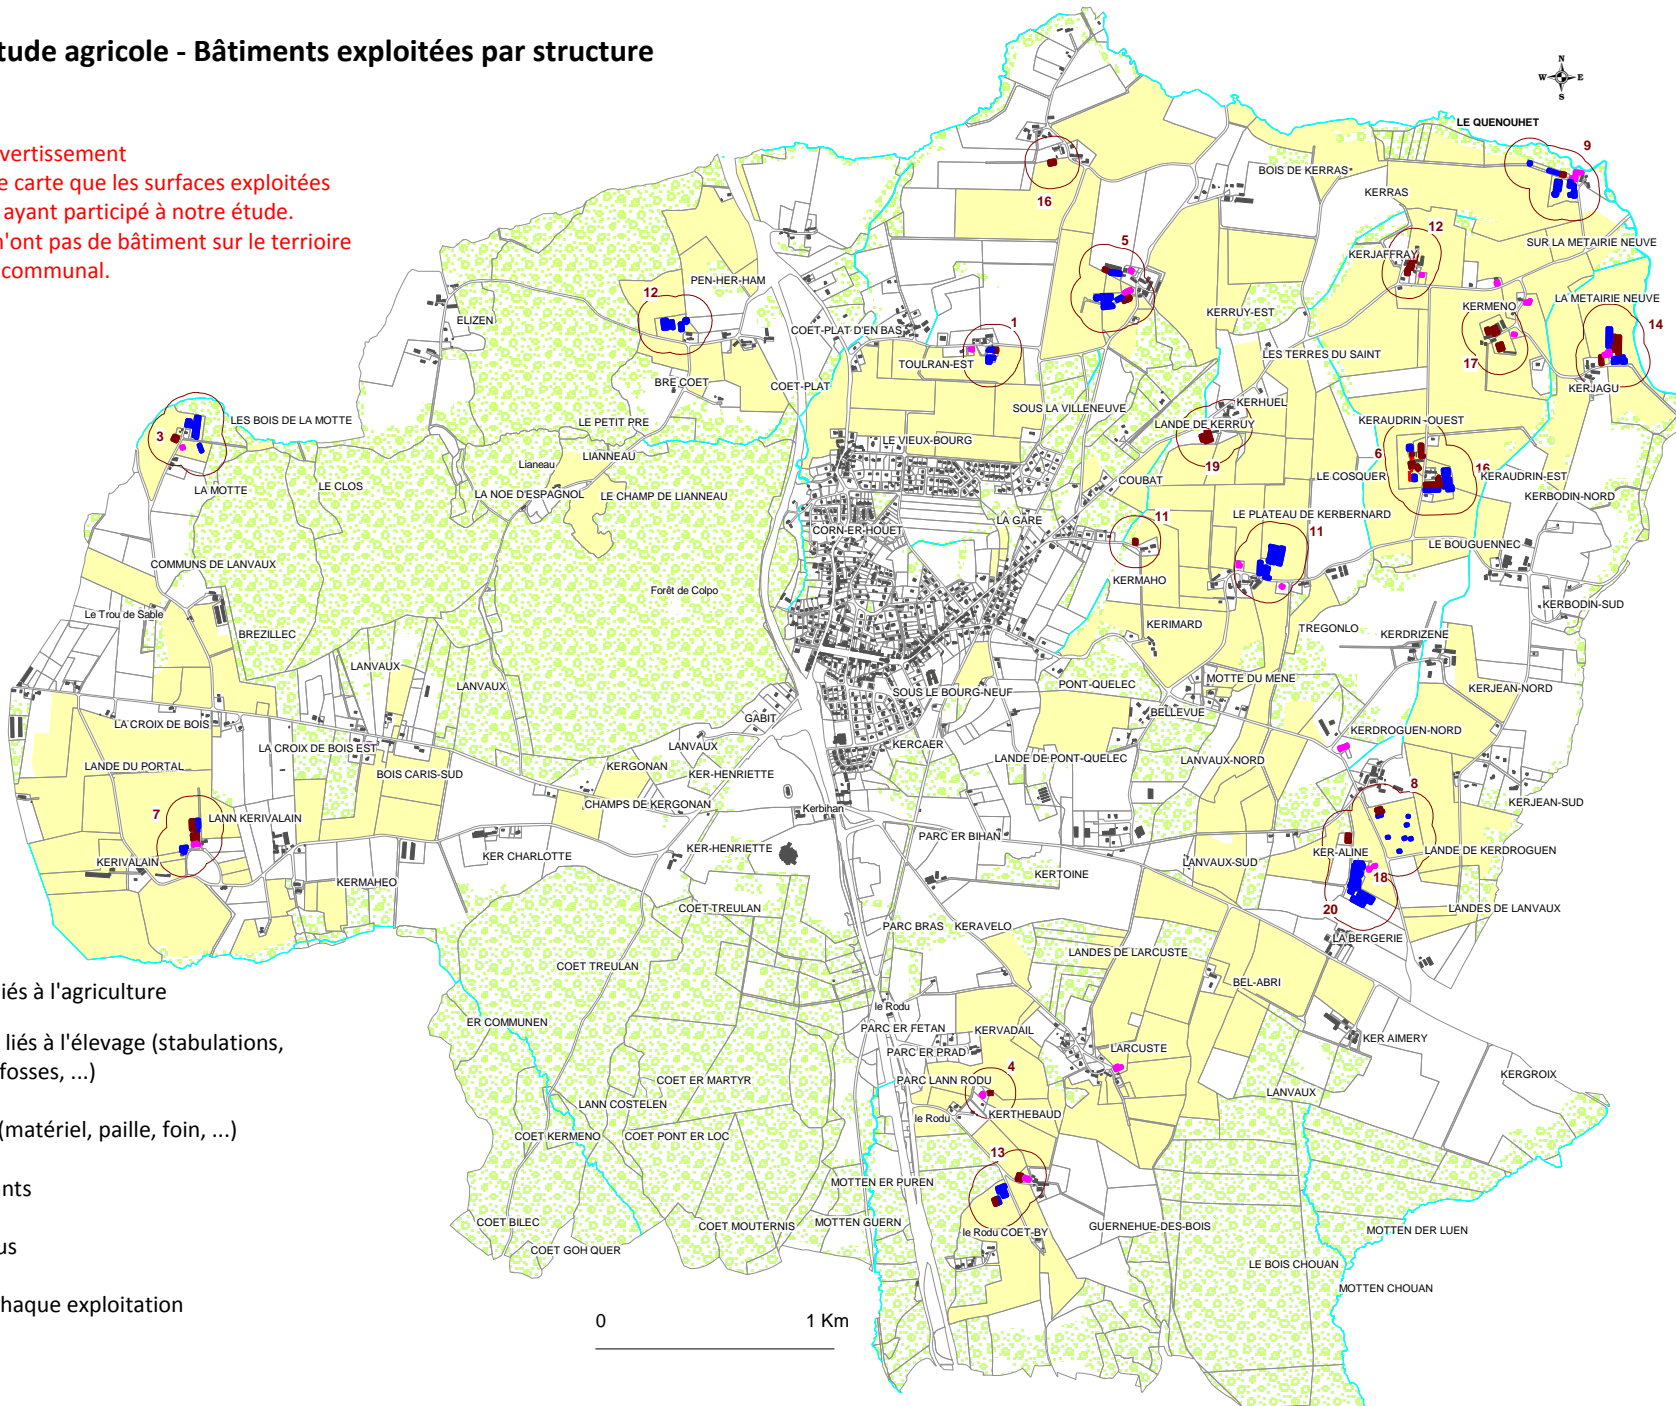 tude agricole - Bâtiments exploitées par structure
N
W E
S
vertissement
e carte que les surfaces exploitées
ayant participé à notre étude.
n'ont pas de bâtiment sur le terrioire
communal.
LE QUENOUHET
9
BOIS DE KERRAS*
KERRAS
16
12
SUR LA METAIRIE NEUVE
5
KERJAFFRAY
PEN-HER-HAM
12
ELIZEN
KERMENO
LA METAIRIE NEUVE
KERRUY-EST
1
14
COET-PLAT D'EN BAS
TOULRAN-EST
LES TERRES DU SAINT
17
KERJAGU
BRE COET
COET-PLAT
SOUS LA VILLENEUVE
KERHUEL
LES BOIS DE LA MOTTE
LE PETIT PRE
LANDE DE KERRUY
KERAUDRIN -OUEST
3
LE VIEUX-BOURG
LIANNEAU
Lianeau
6
19
16
LE CLOS
LA MOTTE
LA NOE D'ESPAGNOL
LE CHAMP DE LIANNEAU
COUBAT
LE COSQUER
KERAUDRIN-EST
KERBODIN-NORD
LA GARE
11
LE PLATEAU DE KERBERNARD
11
CORN-ER-HOUET
LE BOUGUENNEC
COMMUNS DE LANVAUX
KERMAHO
Forêt de Colpo
Le Trou de Sable
KERBODIN-SUD
BREZILLEC
KERIMARD
TREGONLO
KERDRIZENE
LANVAUX
LANVAUX
PONT-QUELEC
MOTTE DU MENE
KERJEAN-NORD
SOUS LE BOURG-NEUF
BELLEVUE
GABIT
LA CROIX DE BOIS
LA CROIX DE BOIS EST
LANVAUX
KERCAER
KERDROGUEN-NORD
LANDE DU PORTAL
KERGONAN
KER-HENRIETTE
LANDE DE PONT-QUELEC
LANVAUX-NORD
BOIS CARIS-SUD
8
CHAMPS DE KERGONAN
Kerbihan
KERJEAN-SUD
7
LANN KERIVALAIN
PARC ER BIHAN
KER-HENRIETTE
KER-ALINE
LANDE DE KERDROGUEN
KER CHARLOTTE
KERIVALAIN
LANVAUX-SUD
KERTOINE
18
KERMAHEO
COET-TREULAN
20
LANDES DE LANVAUX
PARC BRAS
KERAVELO
LA BERGERIE
LANDES DE LARCUSTE
COET TREULAN
BEL-ABRI
iés à l'agriculture
le Rodu
ER COMMUNEN
PARC ER FETAN
KERVADAIL
KER AIMERY
liés à l'élevage (stabulations,
fosses, ...)
PARC ER PRAD
LARCUSTE
4
KERGROIX
COET ER MARTYR
PARC LANN RODU
LANVAUX
LANN COSTELEN
le Rodu
KERTHEBAUD
(matériel, paille, foin, ...)
COET KERMENO
COET PONT ER LOC
13
nts
MOTTEN ER PUREN
COET BILEC
COET MOUTERNIS
MOTTEN GUERN
le Rodu COET-BY
GUERNEHUE-DES-BOIS
MOTTEN DER LUEN
us
COET GOH QUER
LE BOIS CHOUAN
MOTTEN CHOUAN
haque exploitation
0 1 Km